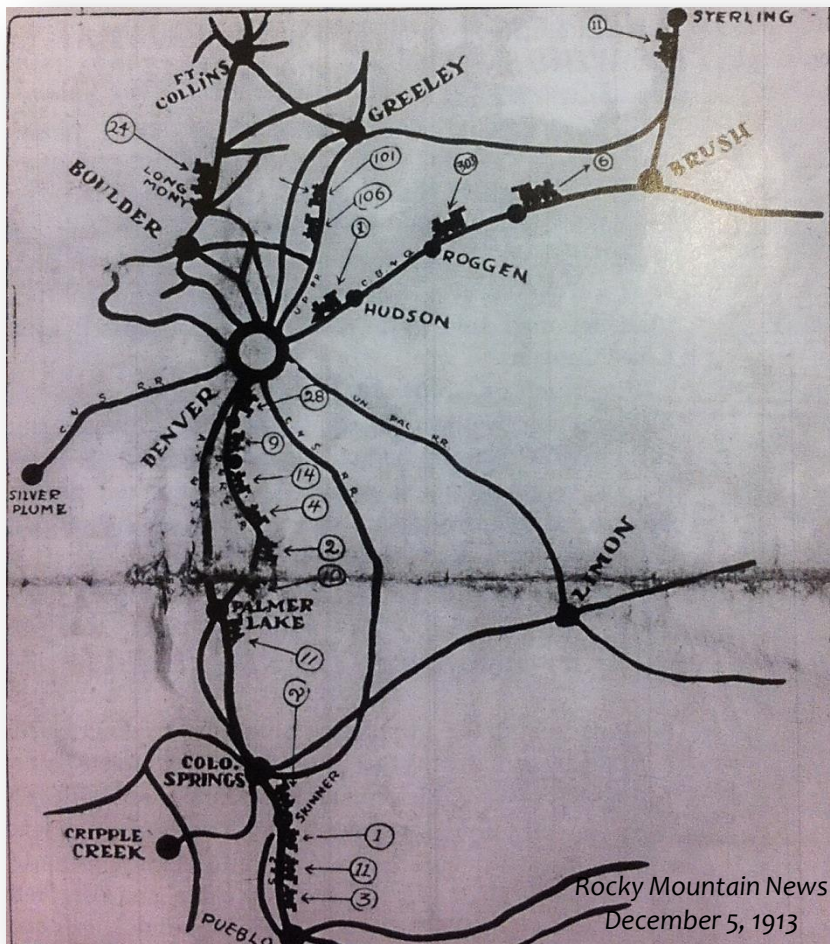 STERLING
11
FT.
COLLINS
GREELEY
24
LONG
MONT
BOULDER
101
106
303
6
BRUSH
1
ROGGEN
HUDSON
C B N Q
C N S R R
DENVER
28
UN PAC RR
C N S R R
9
14
4
2
10
SILVER
PLUME
LIMON
PALMER
LAKE
11
2
COLO.
SPRINGS
SKINNER
CRIPPLE
CREEK
1
11
3
PUEBLO
Rocky Mountain News
December 5, 1913